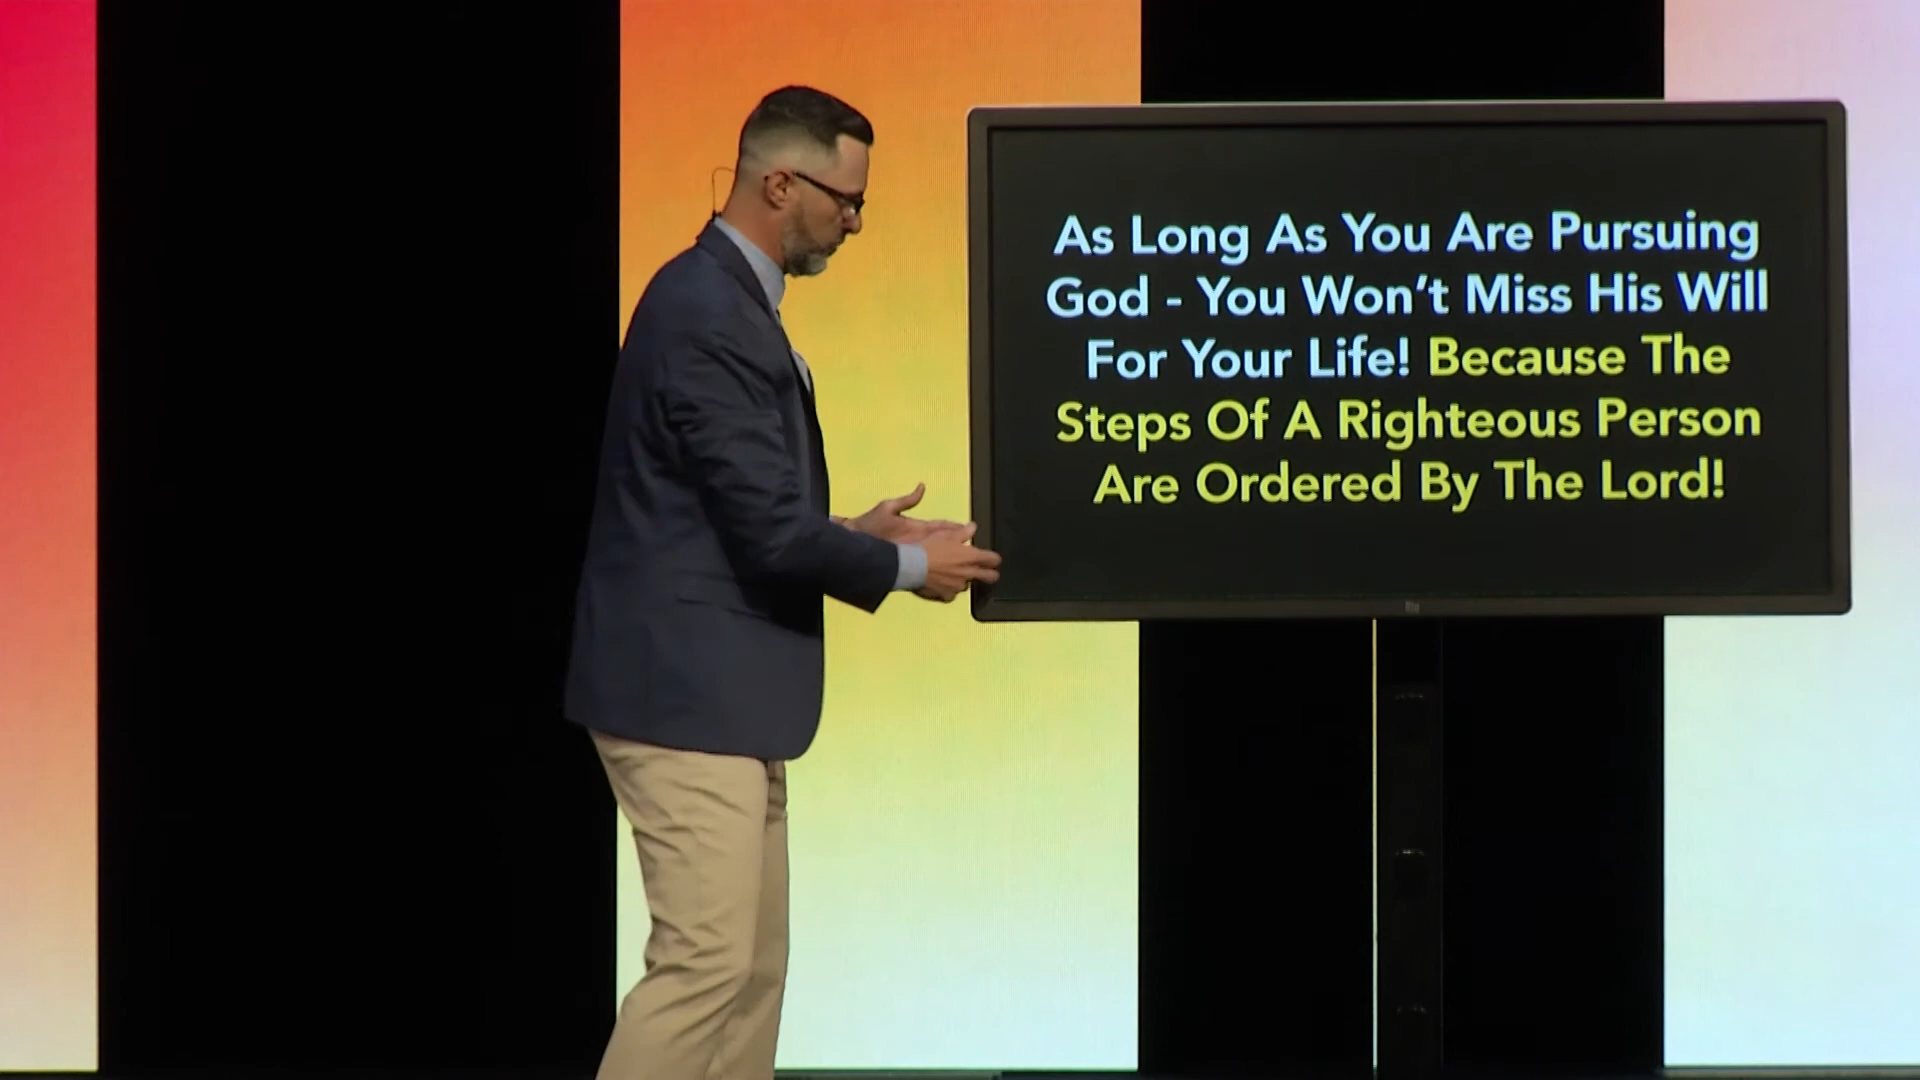 As Long As You Are Pursuing
God - You Won't Miss His Will
For Your Life! Because The
Steps Of A Righteous Person
Are Ordered By The Lord!